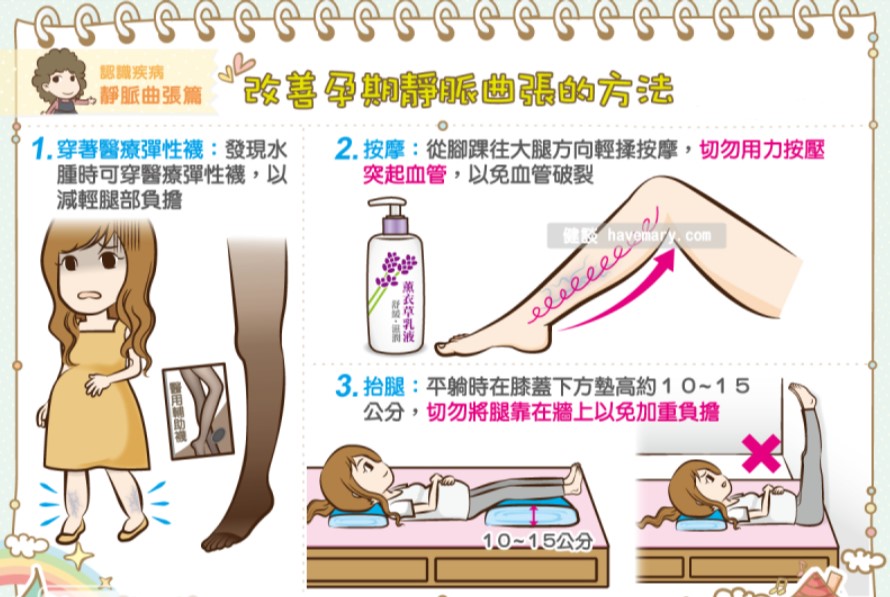 認識疾病
靜脈曲張篇
改善孕期靜脈曲張的方法
1. 穿著醫療彈性襪：發現水
腫時可穿醫療彈性襪，以
減輕腿部負擔
醫用輔助襪
2. 按摩：從腳踝往大腿方向輕揉按摩，切勿用力按壓
突起血管，以免血管破裂
健談 havemary.com
薰衣草乳液
舒緩・滋潤
3. 抬腿：平躺時在膝蓋下方墊高約１０~１５
公分，切勿將腿靠在牆上以免加重負擔
10~15公分